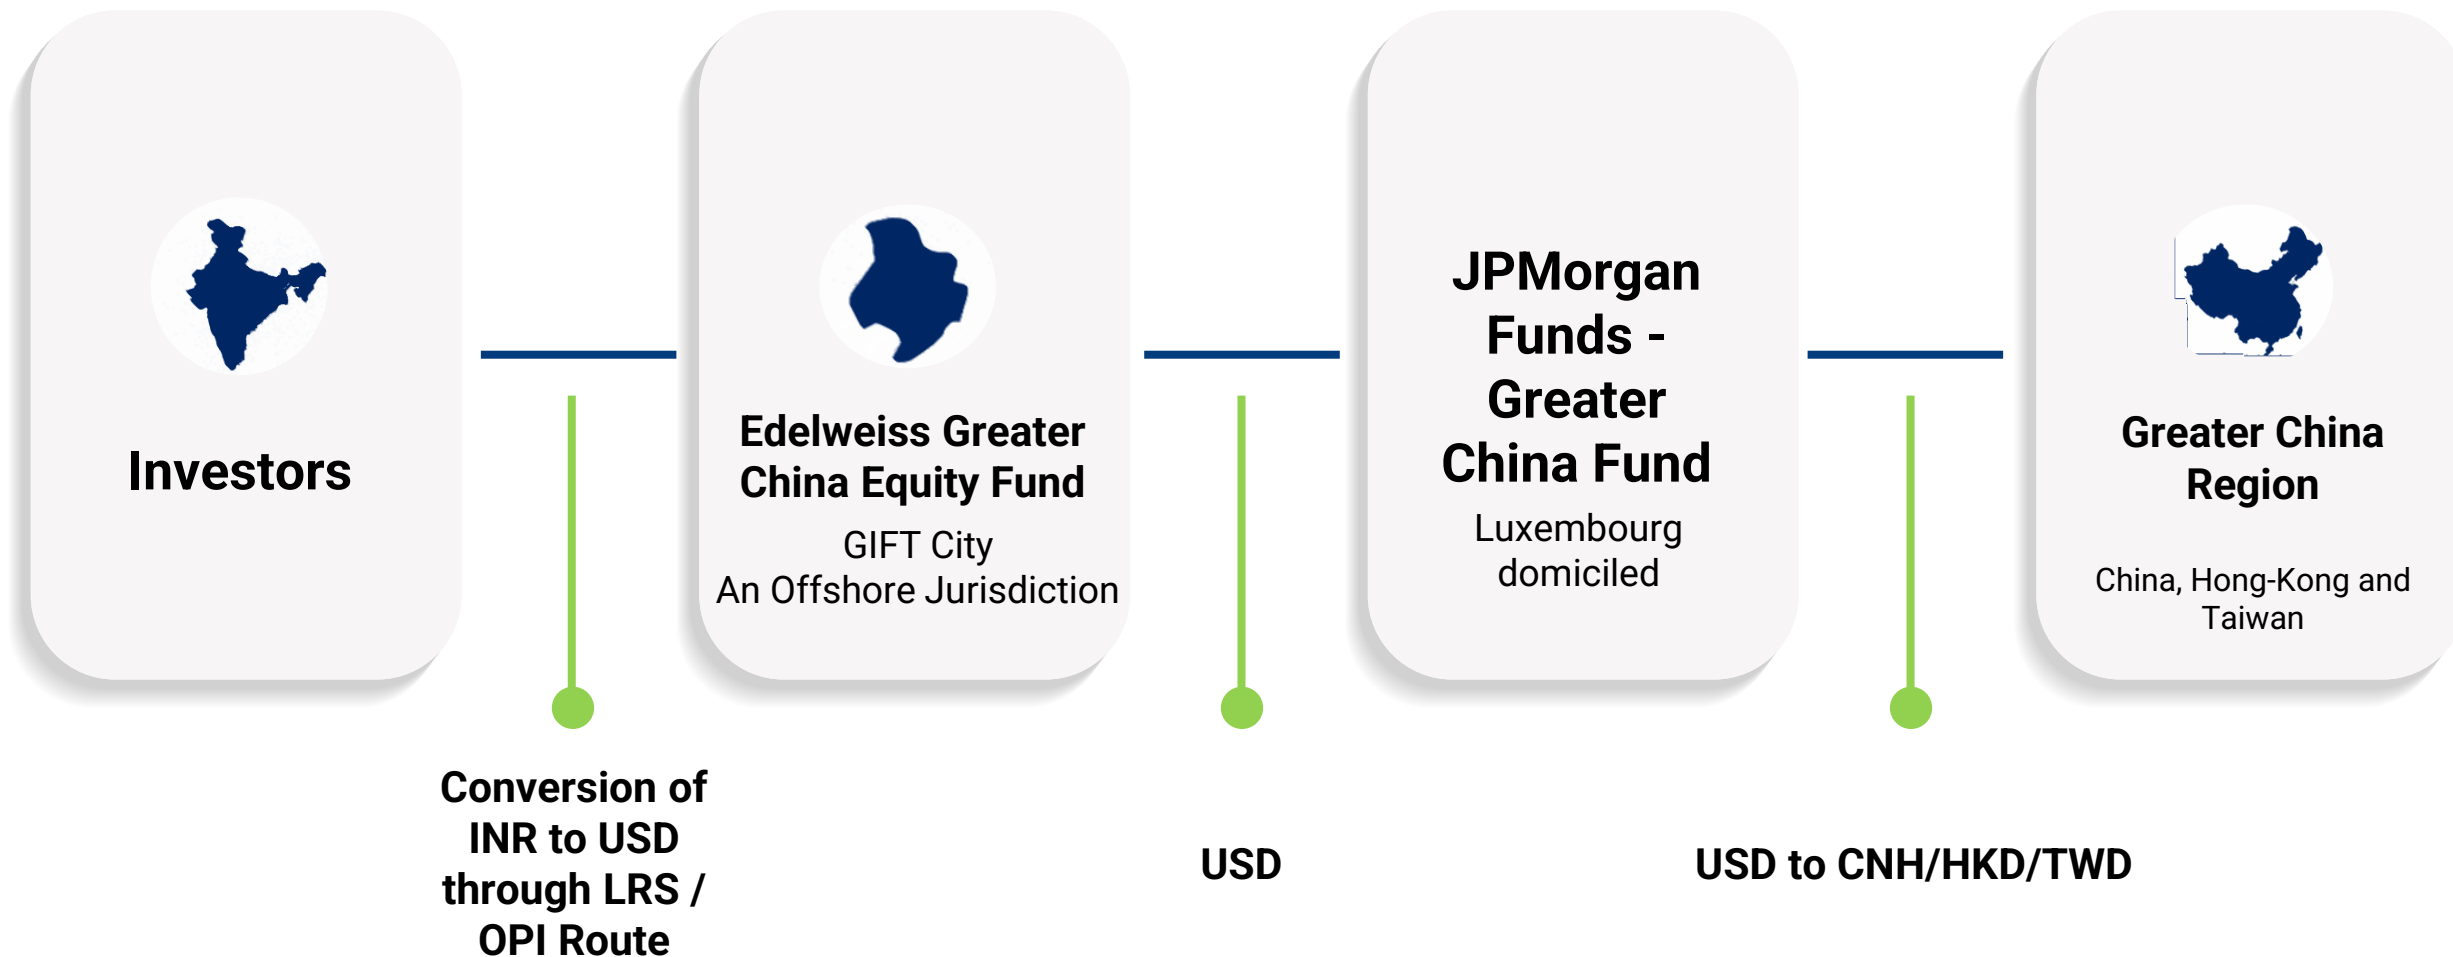 Investors
Edelweiss Greater
China Equity Fund
GIFT City
An Offshore Jurisdiction
JPMorgan
Funds -
Greater
China Fund
Luxembourg
domiciled
Greater China
Region
China, Hong-Kong and
Taiwan
Conversion of
INR to USD
through LRS /
OPI Route
USD
USD to CNH/HKD/TWD